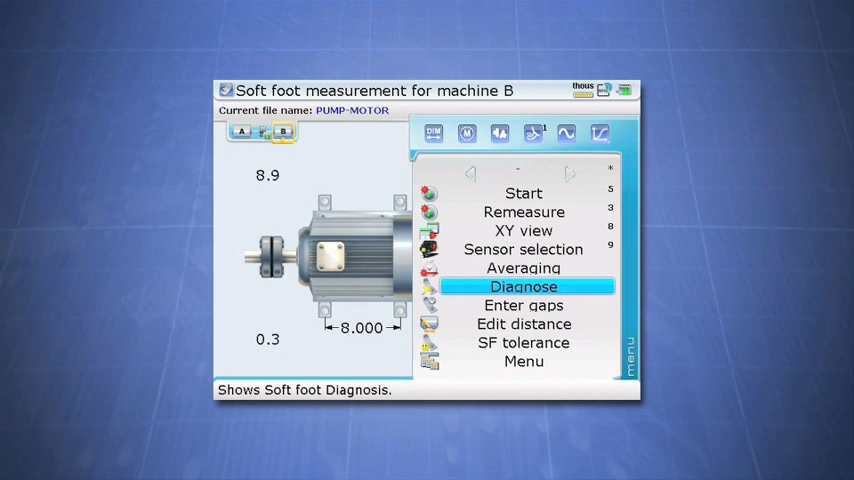 Soft foot measurement for machine B
thous
Current file name: PUMP-MOTOR
A
B
DIM
M
1
8.9
- *
Start 5
Remeasure 3
XY view 8
Sensor selection 9
Averaging
Diagnose
Enter gaps
Edit distance
SF tolerance
Menu
8.000
0.3
menu
Shows Soft foot Diagnosis.